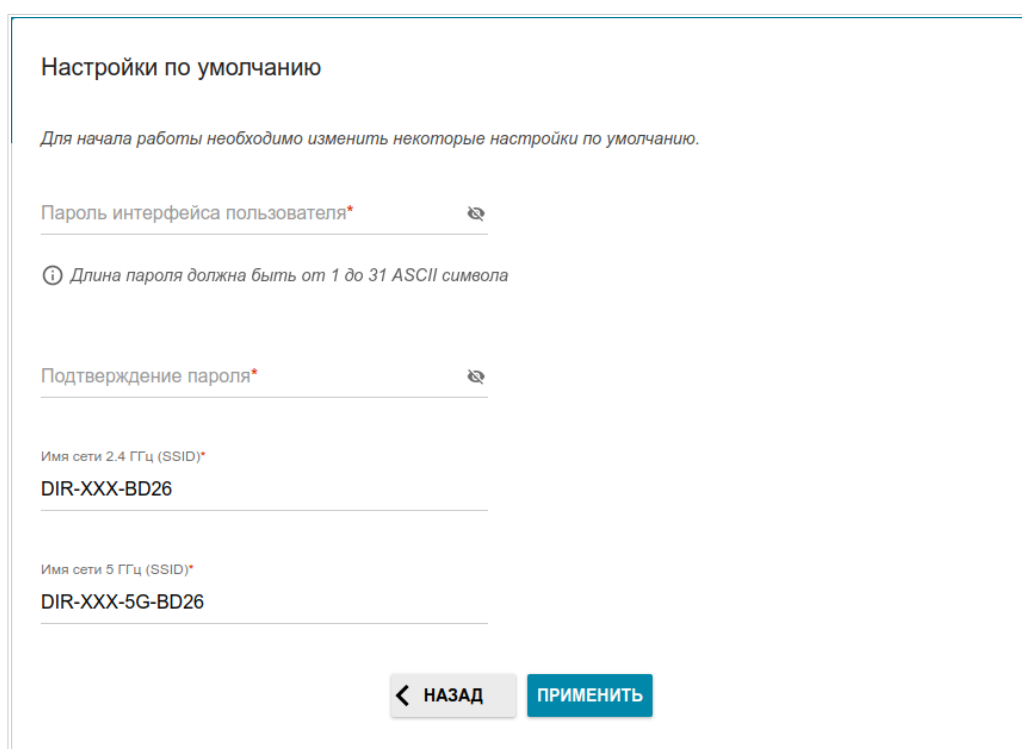 Настройки по умолчанию
Для начала работы необходимо изменить некоторые настройки по умолчанию.
Пароль интерфейса пользователя*
Длина пароля должна быть от 1 до 31 ASCII символа
Подтверждение пароля*
Имя сети 2.4 ГГц (SSID)*
DIR-XXX-BD26
Имя сети 5 ГГц (SSID)*
DIR-XXX-5G-BD26
НАЗАД
ПРИМЕНИТЬ